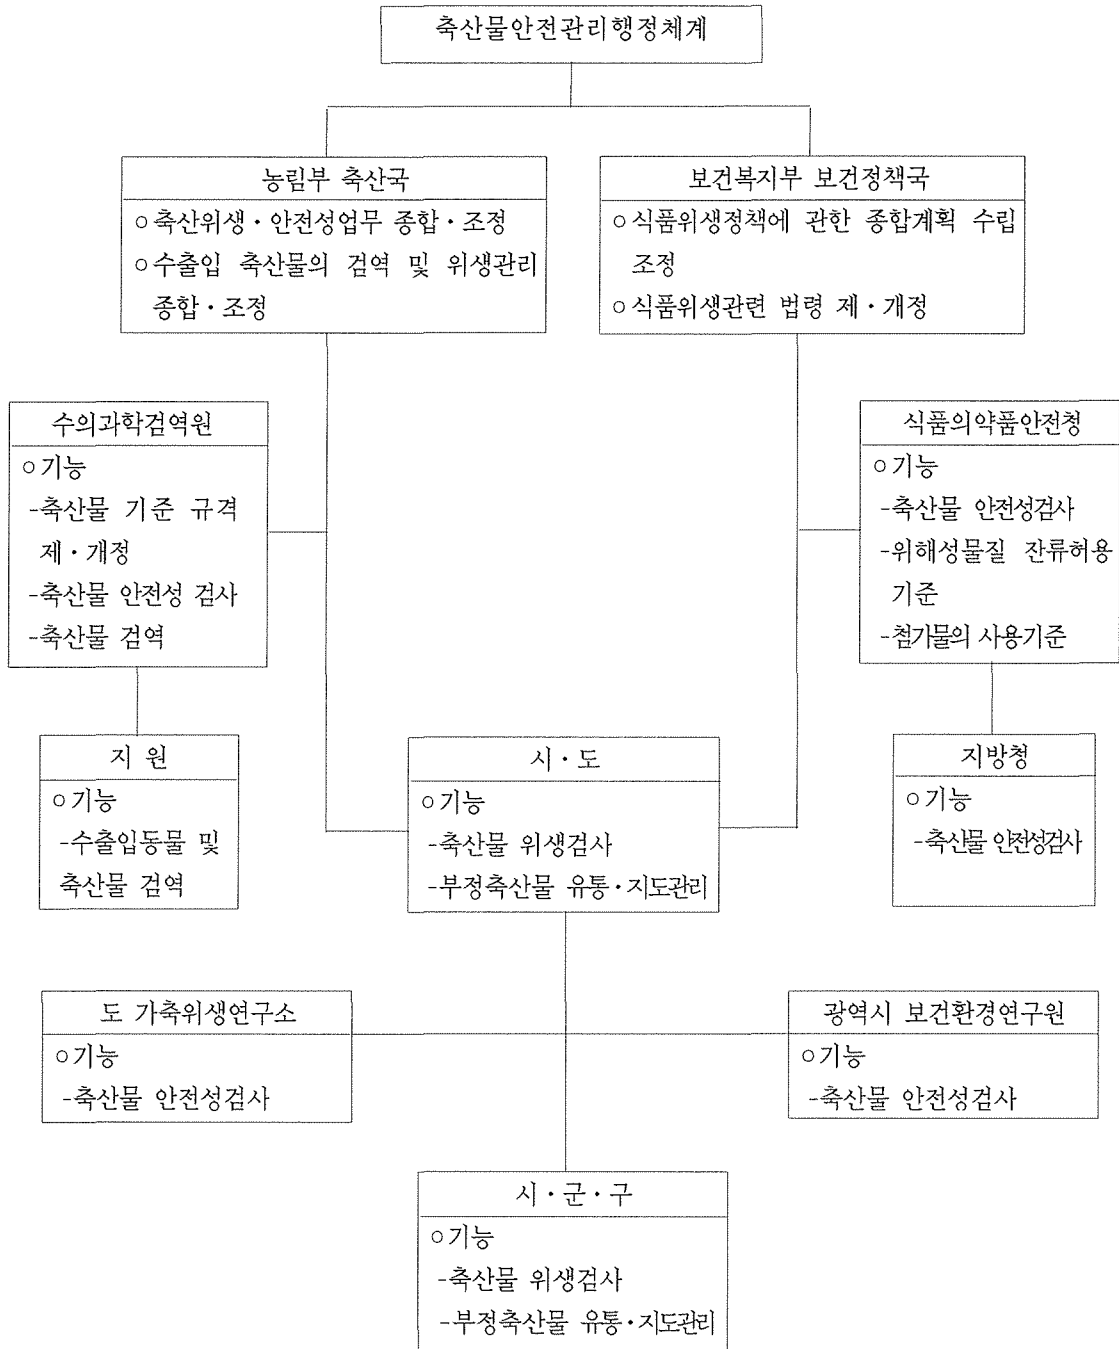 축산물안전관리행정체계
농림부 축산국
○축산위생·안전성업무 종합·조정
○수출입 축산물의 검역 및 위생관리
종합·조정
보건복지부 보건정책국
○식품위생정책에 관한 종합계획 수립
조정
○식품위생관련 법령 제·개정
수의과학검역원
○기능
-축산물 기준 규격
제·개정
-축산물 안전성 검사
-축산물 검역
식품의약품안전청
○기능
-축산물 안전성검사
-위해성물질 잔류허용
기준
-첨가물의 사용기준
지 원
○기능
-수출입동물 및
축산물 검역
시·도
○기능
-축산물 위생검사
-부정축산물 유통·지도관리
지방청
○기능
-축산물 안전성검사
도 가축위생연구소
○기능
-축산물 안전성검사
광역시 보건환경연구원
○기능
-축산물 안전성검사
시·군·구
○기능
-축산물 위생검사
-부정축산물 유통·지도관리